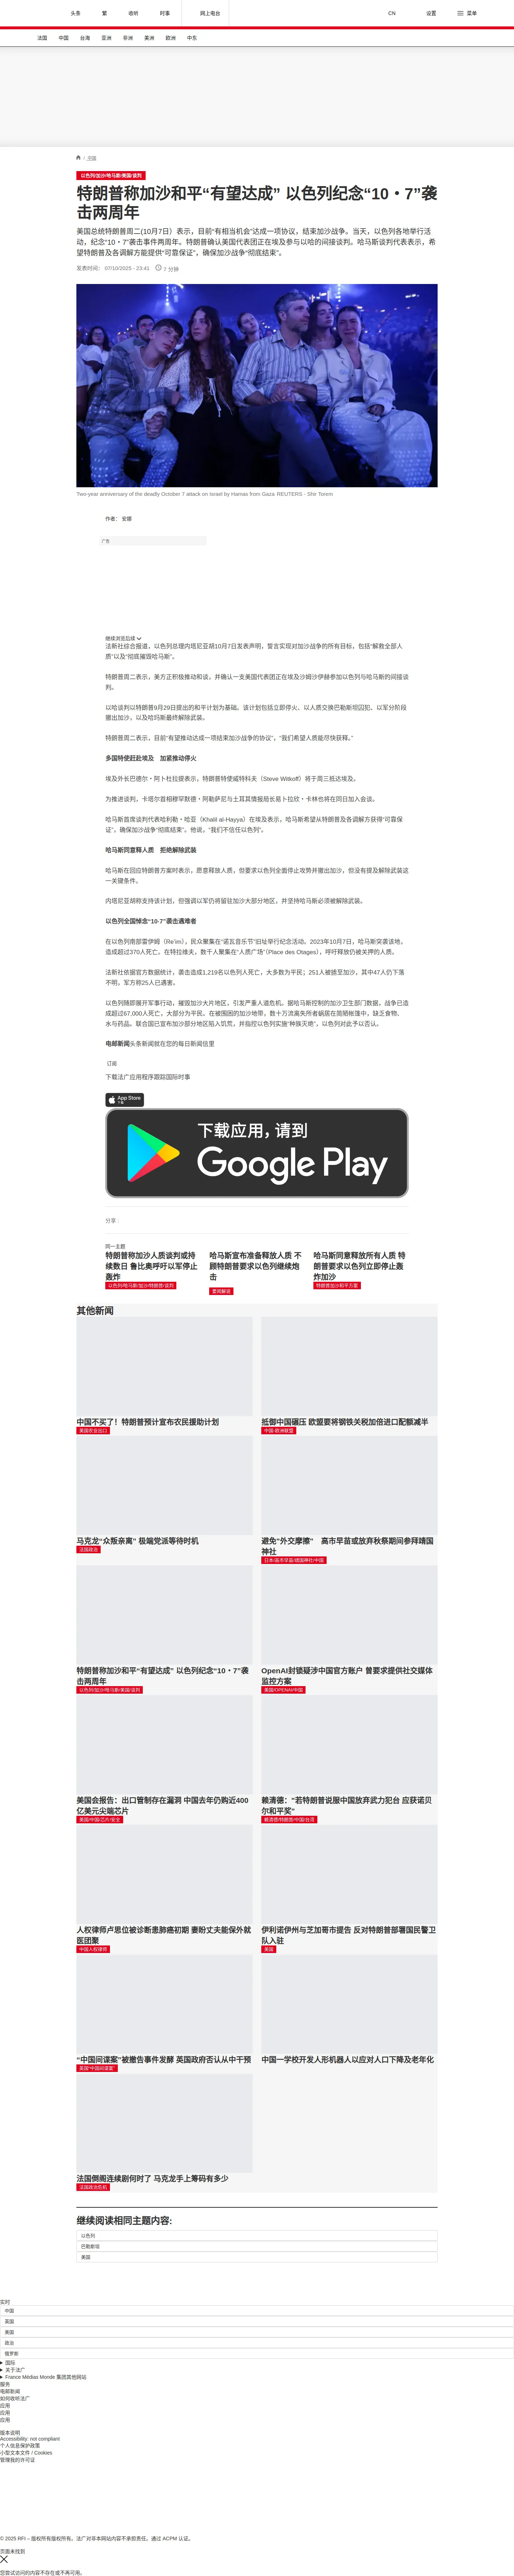 头条
繁
收听
时事
网上电台
CN
设置
菜单
法国
中国
台海
亚洲
非洲
美洲
欧洲
中东
/ 美国
以色列/加沙/哈马斯/美国/谈判
特朗普称加沙和平“有望达成” 以色列纪念“10・7”袭
击两周年
美国总统特朗普周二(10月7日）表示，目前“有相当机会”达成一项协议，结束加沙战争。当天，以色列各地举行活
动，纪念“10・7”袭击事件两周年。特朗普确认美国代表团正在埃及参与以哈的间接谈判。哈马斯谈判代表表示，希
望特朗普及各调解方能提供“可靠保证”，确保加沙战争“彻底结束”。
发表时间： 07/10/2025 - 23:41
7 分钟
Two-year anniversary of the deadly October 7 attack on Israel by Hamas from Gaza REUTERS - Shir Torem
作者： 安娜
广告
继续浏览后续
法新社综合报道，以色列总理内塔尼亚胡10月7日发表声明，誓言实现对加沙战争的所有目标，包括“解救全部人
质”以及“彻底摧毁哈马斯”。
特朗普周二表示，美方正积极推动和谈，并确认一支美国代表团正在埃及沙姆沙伊赫参加以色列与哈马斯的间接谈
判。
以哈谈判以特朗普9月29日提出的和平计划为基础。该计划包括立即停火、以人质交换巴勒斯坦囚犯、以军分阶段
撤出加沙，以及哈玛斯最终解除武装。
特朗普周二表示，目前“有望推动达成一项结束加沙战争的协议”，“我们希望人质能尽快获释。”
多国特使赶赴埃及 加紧推动停火
埃及外长巴德尔・阿卜杜拉提表示，特朗普特使威特科夫（Steve Witkoff）将于周三抵达埃及。
为推进谈判，卡塔尔首相穆罕默德・阿勒萨尼与土耳其情报局长易卜拉欣・卡林也将在同日加入会谈。
哈马斯首席谈判代表哈利勒・哈亚（Khalil al-Hayya）在埃及表示，哈马斯希望从特朗普及各调解方获得“可靠保
证”，确保加沙战争“彻底结束”。他说，“我们不信任以色列”。
哈马斯同意释人质 拒绝解除武装
哈马斯在回应特朗普方案时表示，愿意释放人质，但要求以色列全面停止攻势并撤出加沙，但没有提及解除武装这
一关键条件。
内塔尼亚胡称支持该计划，但强调以军仍将留驻加沙大部分地区，并坚持哈马斯必须被解除武装。
以色列全国悼念“10·7”袭击遇难者
在以色列南部雷伊姆（Re’im），民众聚集在“诺瓦音乐节”旧址举行纪念活动。2023年10月7日，哈马斯突袭该地，
造成超过370人死亡。在特拉维夫，数千人聚集在“人质广场”(Place des Otages)，呼吁释放仍被关押的人质。
法新社依据官方数据统计，袭击造成1,219名以色列人死亡，大多数为平民；251人被掳至加沙，其中47人仍下落
不明，军方称25人已遇害。
以色列随即展开军事行动，摧毁加沙大片地区，引发严重人道危机。据哈马斯控制的加沙卫生部门数据，战争已造
成超过67,000人死亡，大部分为平民。在被围困的加沙地带，数十万流离失所者蜗居在简陋帐篷中，缺乏食物、
水与药品。联合国已宣布加沙部分地区陷入饥荒，并指控以色列实施“种族灭绝”，以色列对此予以否认。
电邮新闻头条新闻就在您的每日新闻信里
订阅
下载法广应用程序跟踪国际时事
App Store
下载
下载应用，请到
Google Play
分享 :
同一主题
特朗普称加沙人质谈判或持
续数日 鲁比奥呼吁以军停止
轰炸
以色列/哈马斯/加沙/特朗普/谈判
哈马斯宣布准备释放人质 不
顾特朗普要求以色列继续炮
击
要闻解说
哈马斯同意释放所有人质 特
朗普要求以色列立即停止轰
炸加沙
特朗普加沙和平方案
其他新闻
中国不买了！特朗普预计宣布农民援助计划
美国农业出口
抵御中国碾压 欧盟要将钢铁关税加倍进口配额减半
中国 欧洲联盟
马克龙“众叛亲离” 极端党派等待时机
法国政治
避免"外交摩擦" 高市早苗或放弃秋祭期间参拜靖国
神社
日本/高市早苗/靖国神社/中国
特朗普称加沙和平“有望达成” 以色列纪念“10・7”袭
击两周年
以色列/加沙/哈马斯/美国/谈判
OpenAI封锁疑涉中国官方账户 曾要求提供社交媒体
监控方案
美国/OPENAI/中国
美国会报告：出口管制存在漏洞 中国去年仍购近400
亿美元尖端芯片
美国/中国/芯片/安全
赖清德："若特朗普说服中国放弃武力犯台 应获诺贝
尔和平奖"
赖清德/特朗普/中国/台湾
人权律师卢思位被诊断患肺癌初期 妻盼丈夫能保外就
医团聚
中国人权律师
伊利诺伊州与芝加哥市提告 反对特朗普部署国民警卫
队入驻
美国
“中国间谍案”被撤告事件发酵 英国政府否认从中干预
英国“中国间谍案”
中国一学校开发人形机器人以应对人口下降及老年化
法国倒阁连续剧何时了 马克龙手上筹码有多少
法国政治危机
继续阅读相同主题内容:
以色列
巴勒斯坦
美国
实时
中国
英国
美国
政治
俄罗斯
国际
关于法广
France Médias Monde 集团其他网站
服务
电邮新闻
如何收听法广
应用
应用
应用
版本说明
Accessibility: not compliant
个人信息保护政策
小型文本文件 / Cookies
管理我的许可证
© 2025 RFI – 版权所有版权所有。法广对非本网站内容不承担责任。通过 ACPM 认证。
页面未找到
您尝试访问的内容不存在或不再可用。